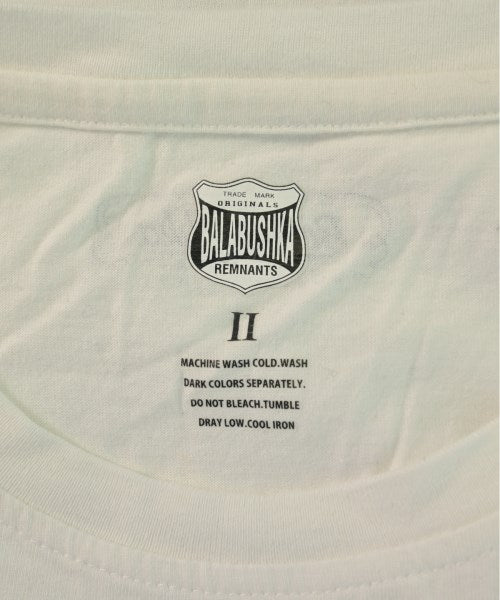 TRADE MARK
ORIGINALS
BALABUSHKA
REMNANTS
II
MACHINE WASH COLD.WASH
DARK COLORS SEPARATELY.
DO NOT BLEACH.TUMBLE
DRAY LOW.COOL IRON